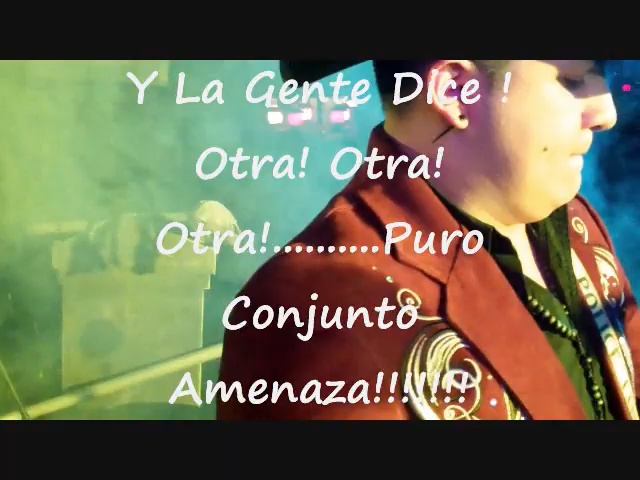 Y La Gente Dice !
Otra! Otra!
Otra!..........Puro
Conjunto
Amenaza!!!!!!!